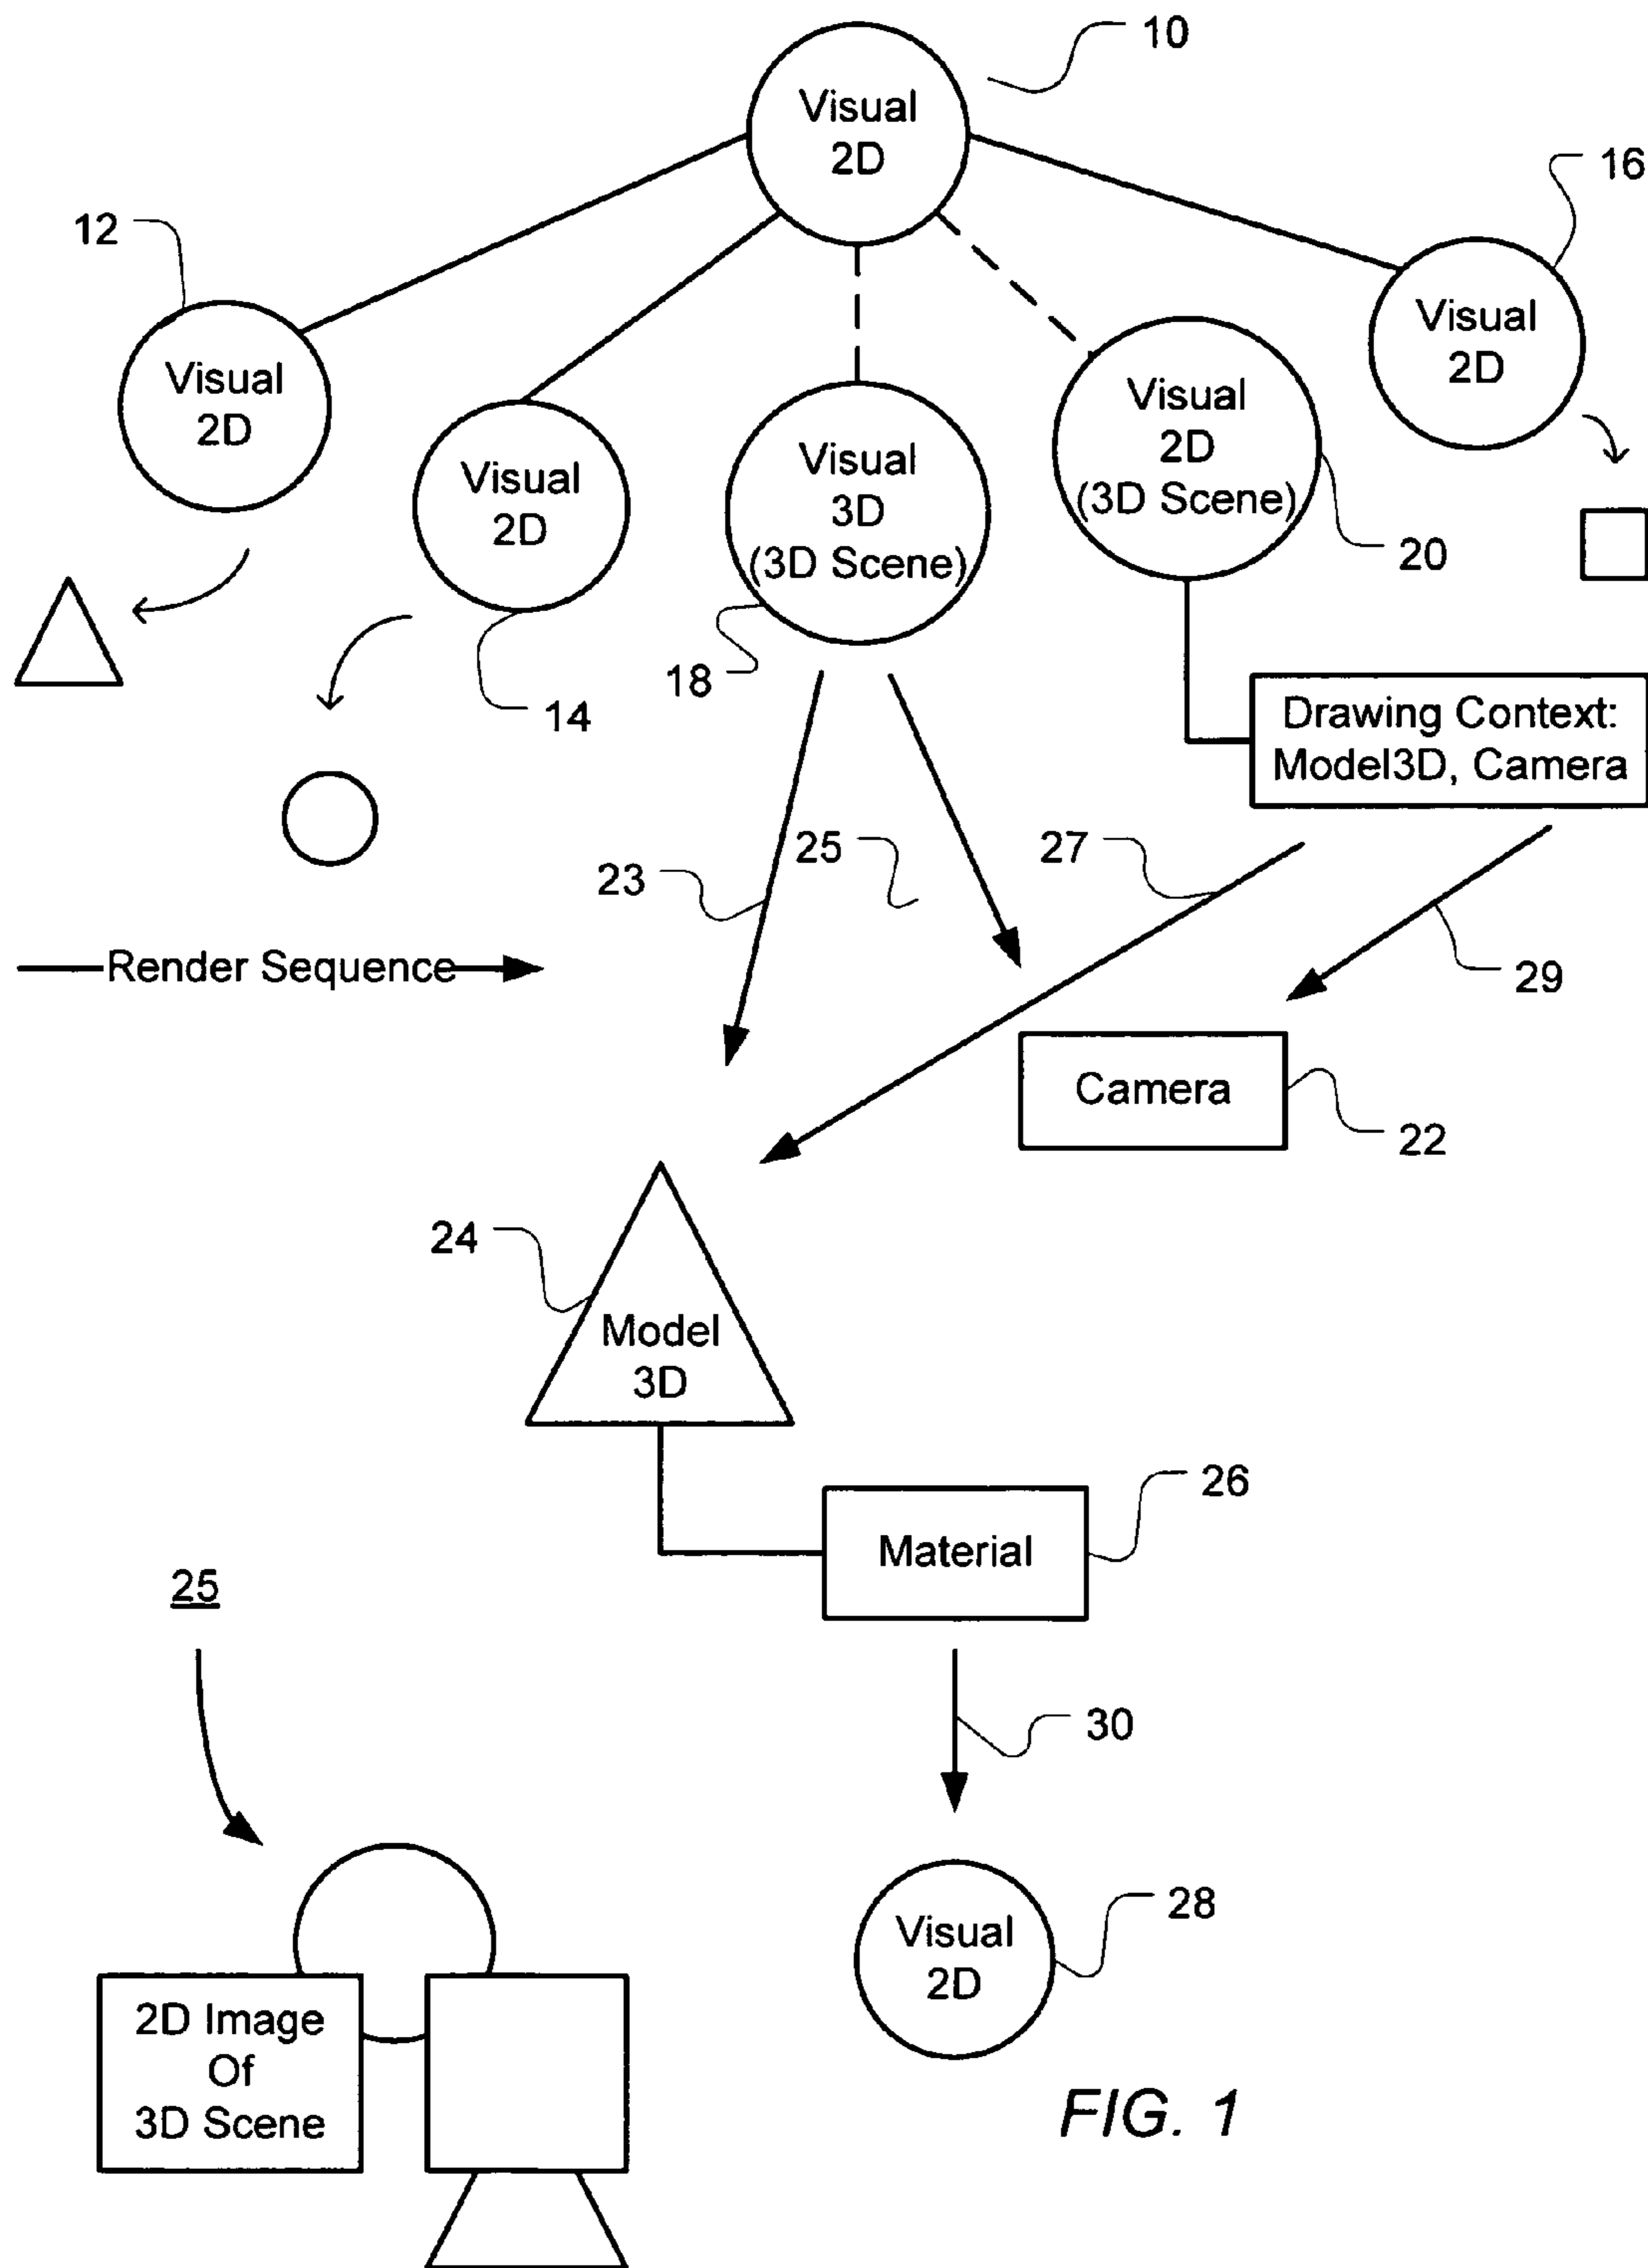 10
Visual
2D
16
12
Visual
2D
Visual
2D
Visual
2D
Visual
3D
(3D Scene)
Visual
2D
(3D Scene)
20
18
14
Drawing Context:
Model3D, Camera
23
25
27
29
Render Sequence
Camera
22
24
Model
3D
26
Material
25
30
Visual
2D
28
2D Image
Of
3D Scene
FIG. 1